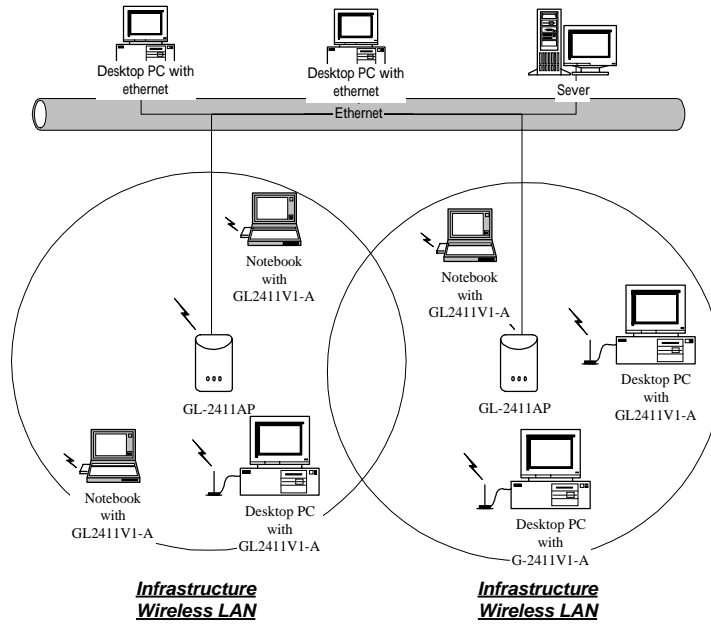 Desktop PC with
ethernet
Desktop PC with
ethernet
Sever
Ethernet
Notebook
with
GL2411V1-A
GL-2411AP
Notebook
with
GL2411V1-A
Desktop PC
with
GL2411V1-A
Notebook
with
GL2411V1-A
GL-2411AP
Desktop PC
with
GL2411V1-A
Desktop PC
with
G-2411V1-A
Infrastructure
Wireless LAN
Infrastructure
Wireless LAN